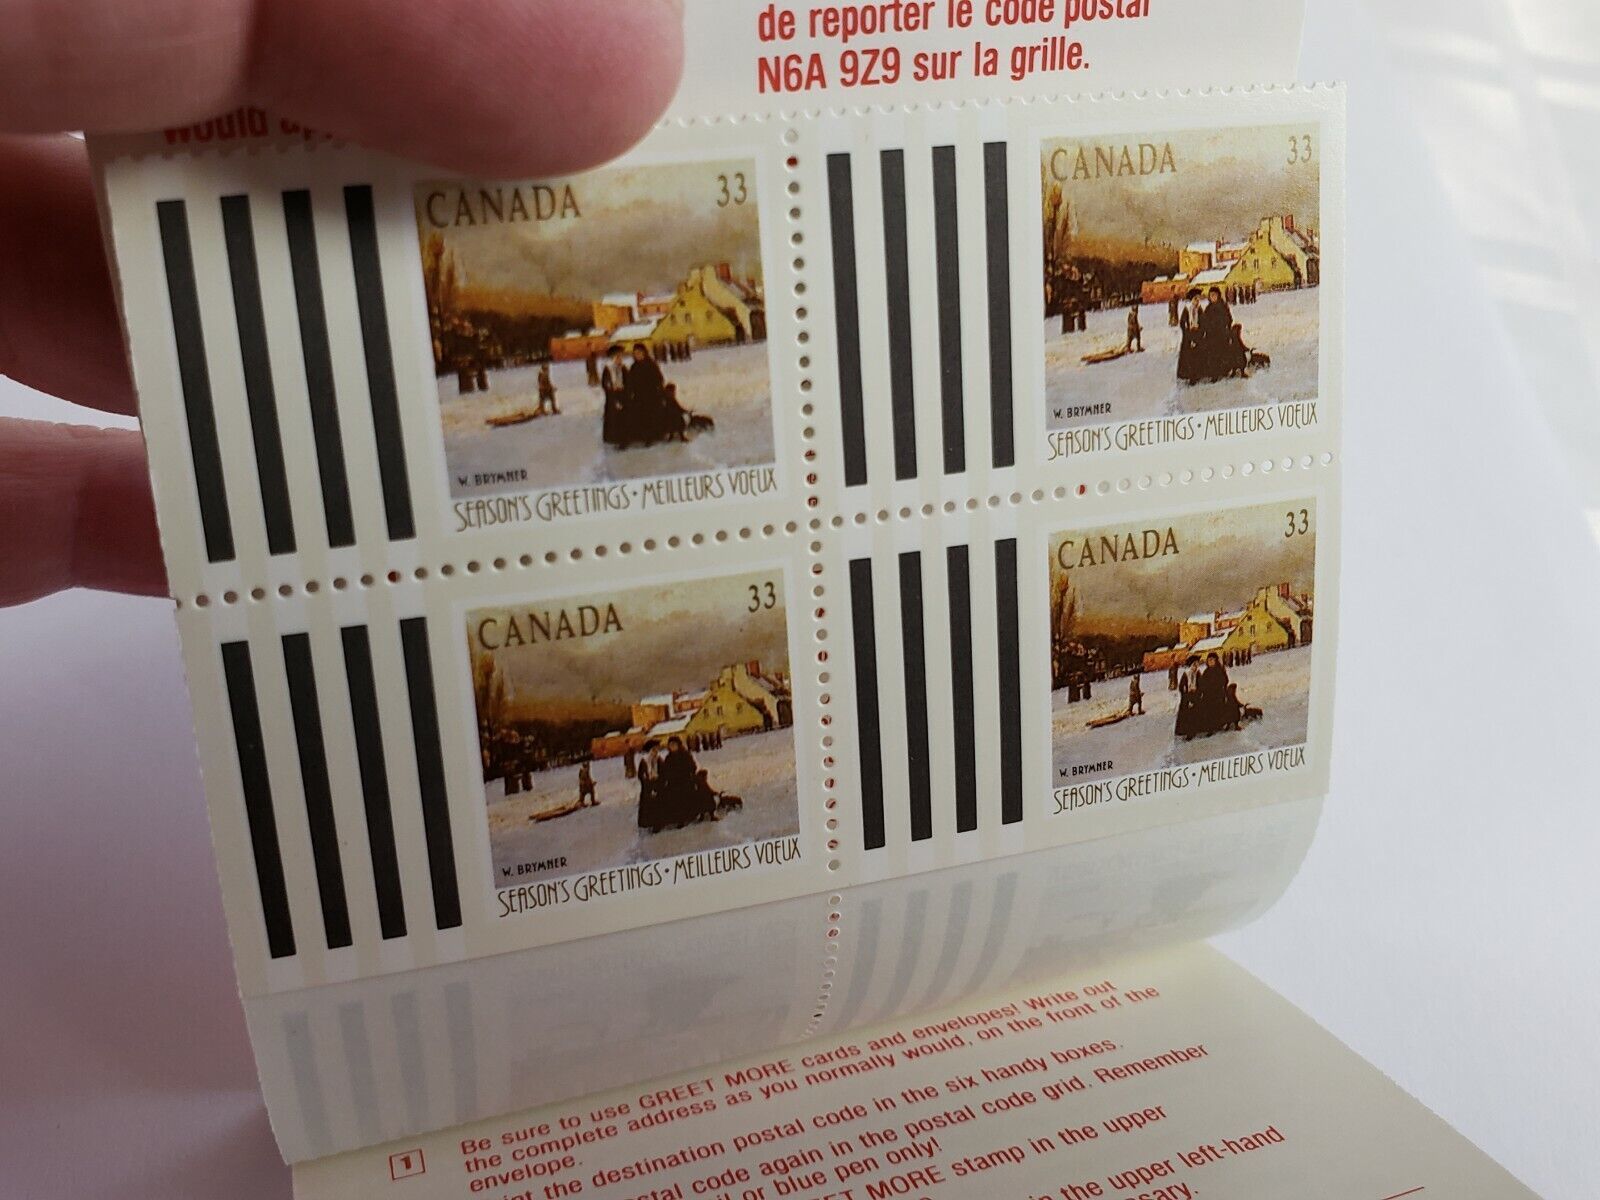 de reporter le code postal
N6A 9Z9 sur la grille.
would
CANADA 33
W. BRYMNER
SEASON'S GREETINGS • MEILLEURS VOEUX
CANADA 33
W. BRYMNER
SEASON'S GREETINGS • MEILLEURS VOEUX
CANADA 33
W. BRYMNER
SEASON'S GREETINGS • MEILLEURS VOEUX
CANADA 33
W. BRYMNER
SEASON'S GREETINGS • MEILLEURS VOEUX
1 Be sure to use GREET MORE cards and envelopes! Write out
the complete address as you normally would, on the front of the
envelope.
the destination postal code in the six handy boxes.
postal code again in the postal code grid. Remember
or blue pen only!
MORE stamp in the upper
in the upper left-hand